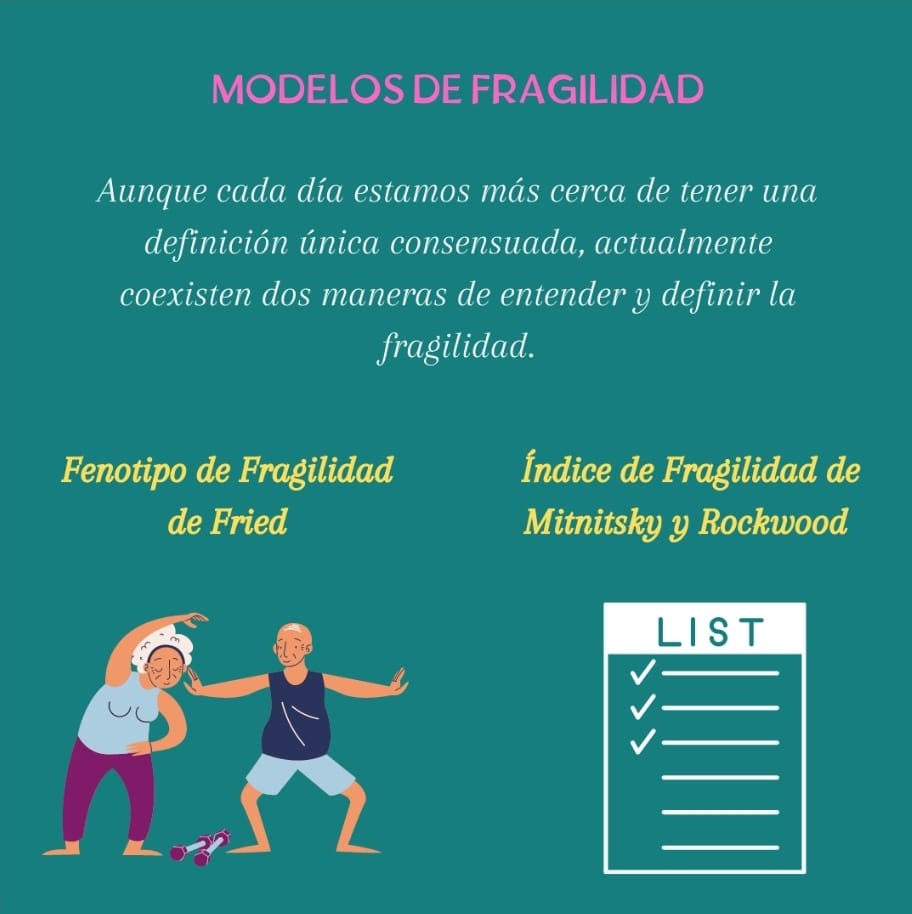 MODELOS DE FRAGILIDAD
Aunque cada día estamos más cerca de tener una
definición única consensuada, actualmente
coexisten dos maneras de entender y definir la
fragilidad.
Fenotipo de Fragilidad
de Fried
Índice de Fragilidad de
Mitnitsky y Rockwood
LIST